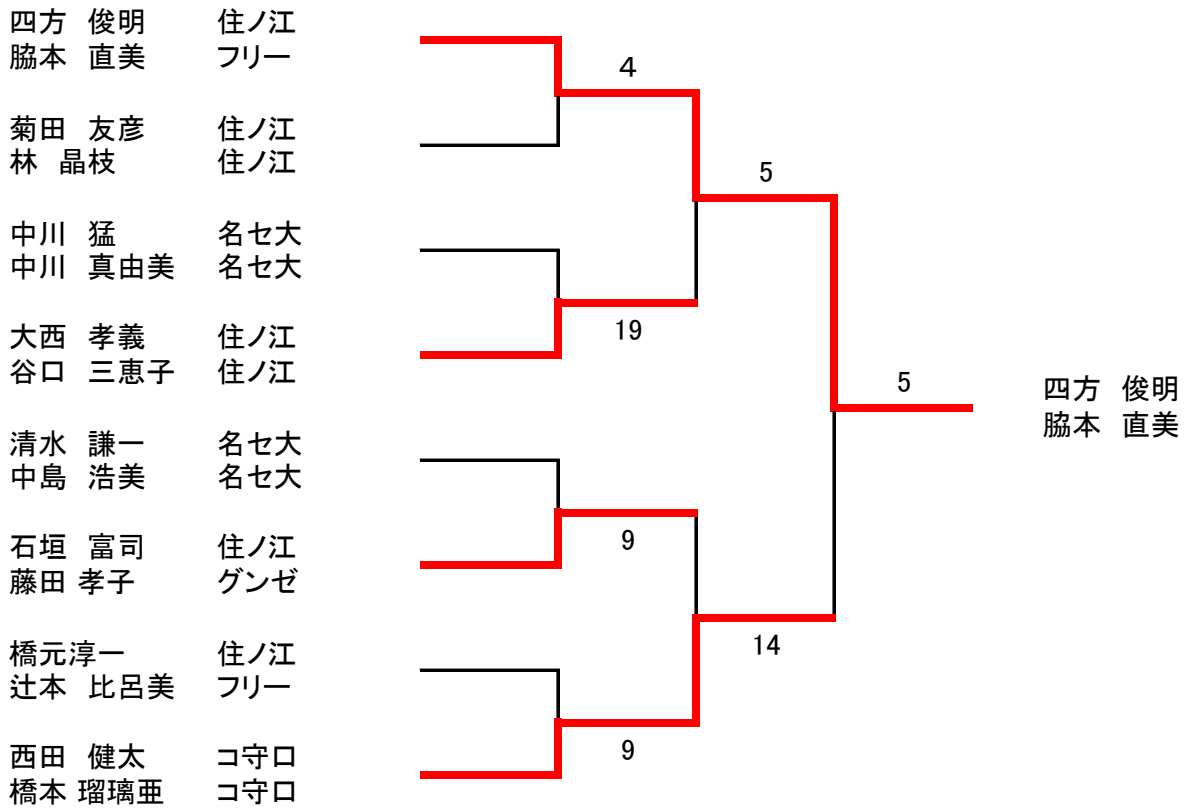 四方　俊明　住ノ江
脇本　直美　フリー
4
菊田　友彦　住ノ江
林　晶枝　住ノ江
5
中川　猛　名セ大
中川　真由美　名セ大
19
大西　孝義　住ノ江
谷口　三恵子　住ノ江
5
四方　俊明
脇本　直美
清水　謙一　名セ大
中島　浩美　名セ大
9
石垣　富司　住ノ江
藤田 孝子　グンゼ
橋元淳一　住ノ江
辻本　比呂美　フリー
14
9
西田　健太　コ守口
橋本 瑠璃亜　コ守口